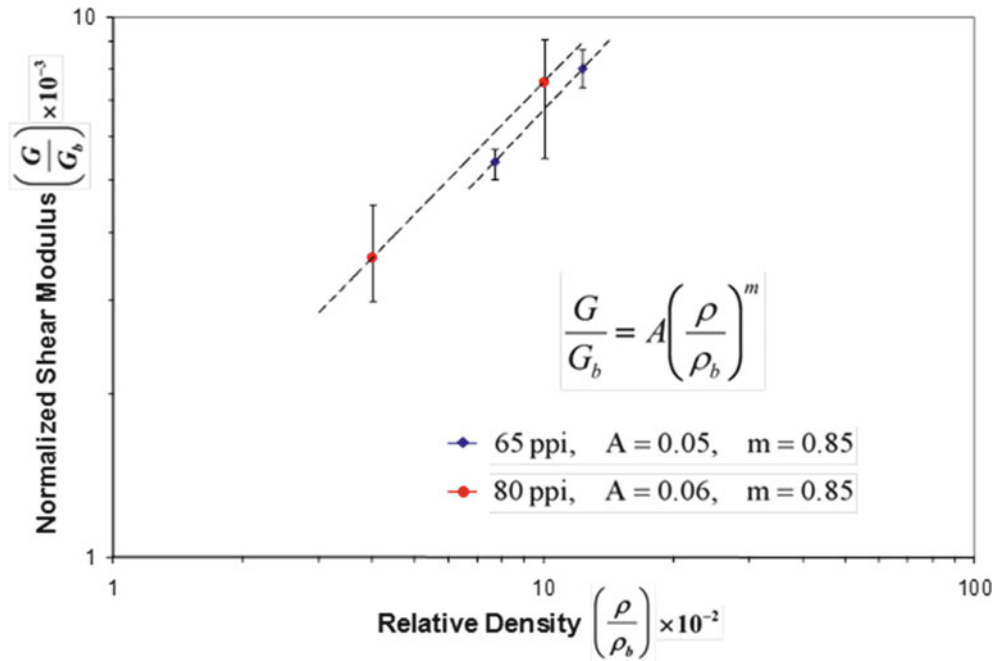 10
Normalized Shear Modulus (G/G_b) ×10⁻³
G/G_b = A(ρ/ρ_b)^m
65 ppi, A = 0.05, m = 0.85
80 ppi, A = 0.06, m = 0.85
1
1 10 100
Relative Density (ρ/ρ_b) ×10⁻²